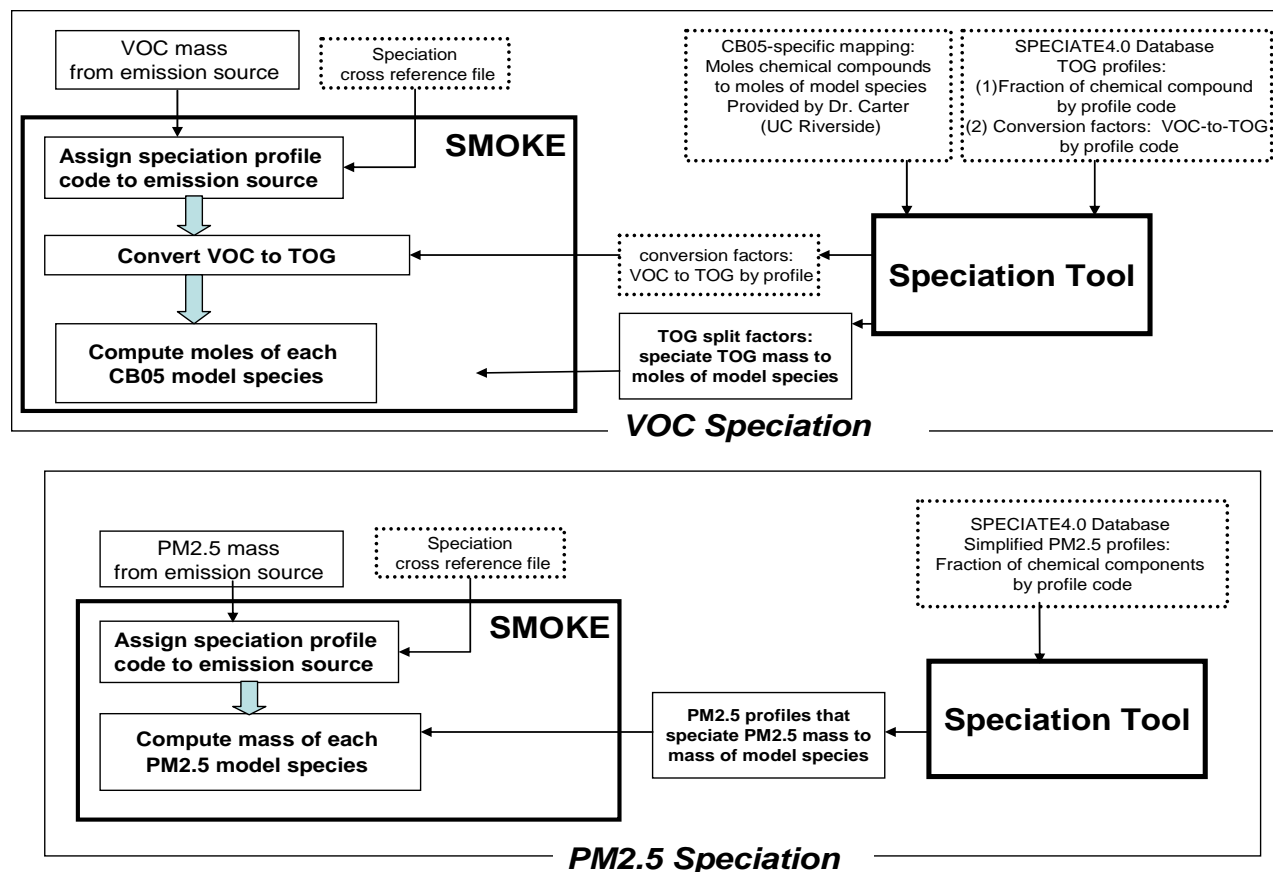 VOC mass
from emission source
Speciation
cross reference file
CB05-specific mapping:
Moles chemical compounds
to moles of model species
Provided by Dr. Carter
(UC Riverside)
SPECIATE4.0 Database
TOG profiles:
(1)Fraction of chemical compound
by profile code
(2) Conversion factors: VOC-to-TOG
by profile code
SMOKE
Assign speciation profile
code to emission source
Convert VOC to TOG
conversion factors:
VOC to TOG by profile
Speciation Tool
Compute moles of each
CB05 model species
TOG split factors:
speciate TOG mass to
moles of model species
VOC Speciation
PM2.5 mass
from emission source
Speciation
cross reference file
SPECIATE4.0 Database
Simplified PM2.5 profiles:
Fraction of chemical components
by profile code
SMOKE
Assign speciation profile
code to emission source
Compute mass of each
PM2.5 model species
PM2.5 profiles that
speciate PM2.5 mass to
mass of model species
Speciation Tool
PM2.5 Speciation